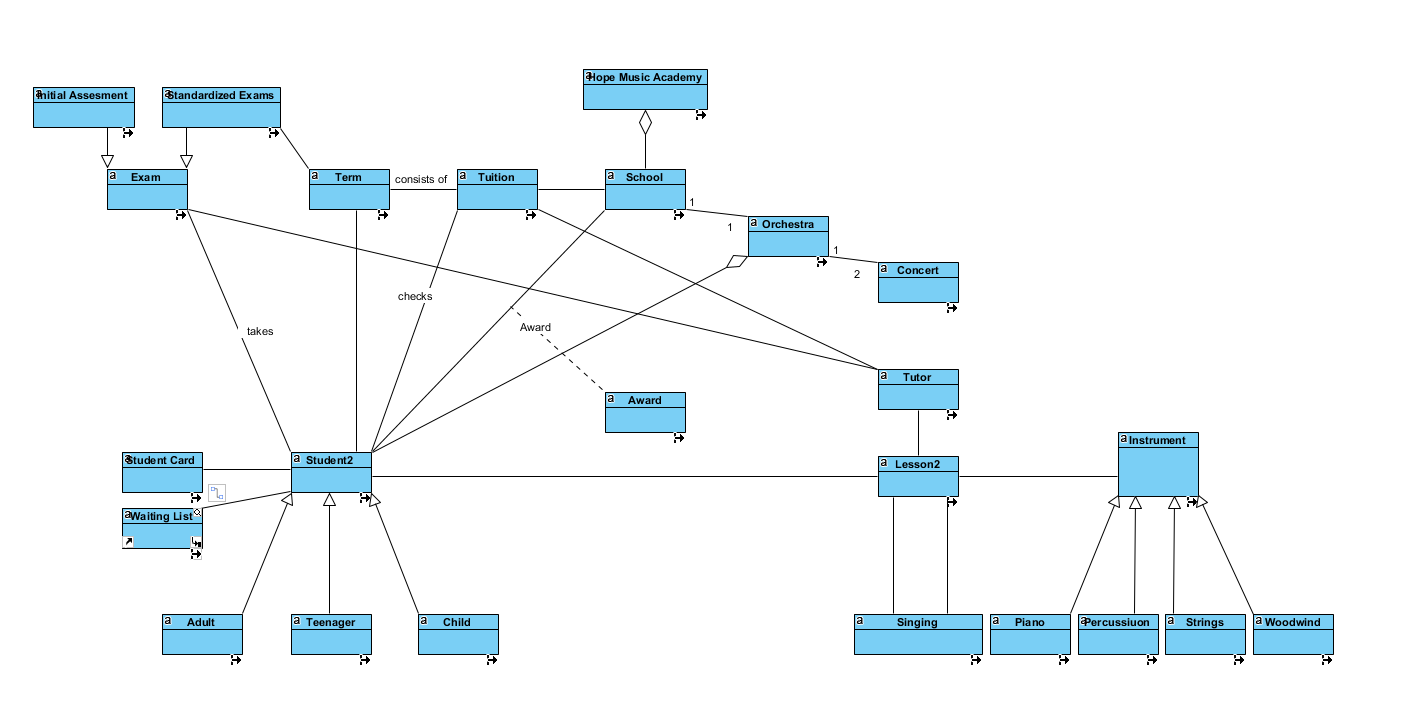 Hope Music Academy
Initial Assesment
Standardized Exams
Exam
Term
consists of
Tuition
School
1
1
Orchestra
1
2
Concert
checks
takes
Award
Tutor
Award
Instrument
Student Card
Student2
Lesson2
Waiting List
Adult
Teenager
Child
Singing
Piano
Percussiuon
Strings
Woodwind